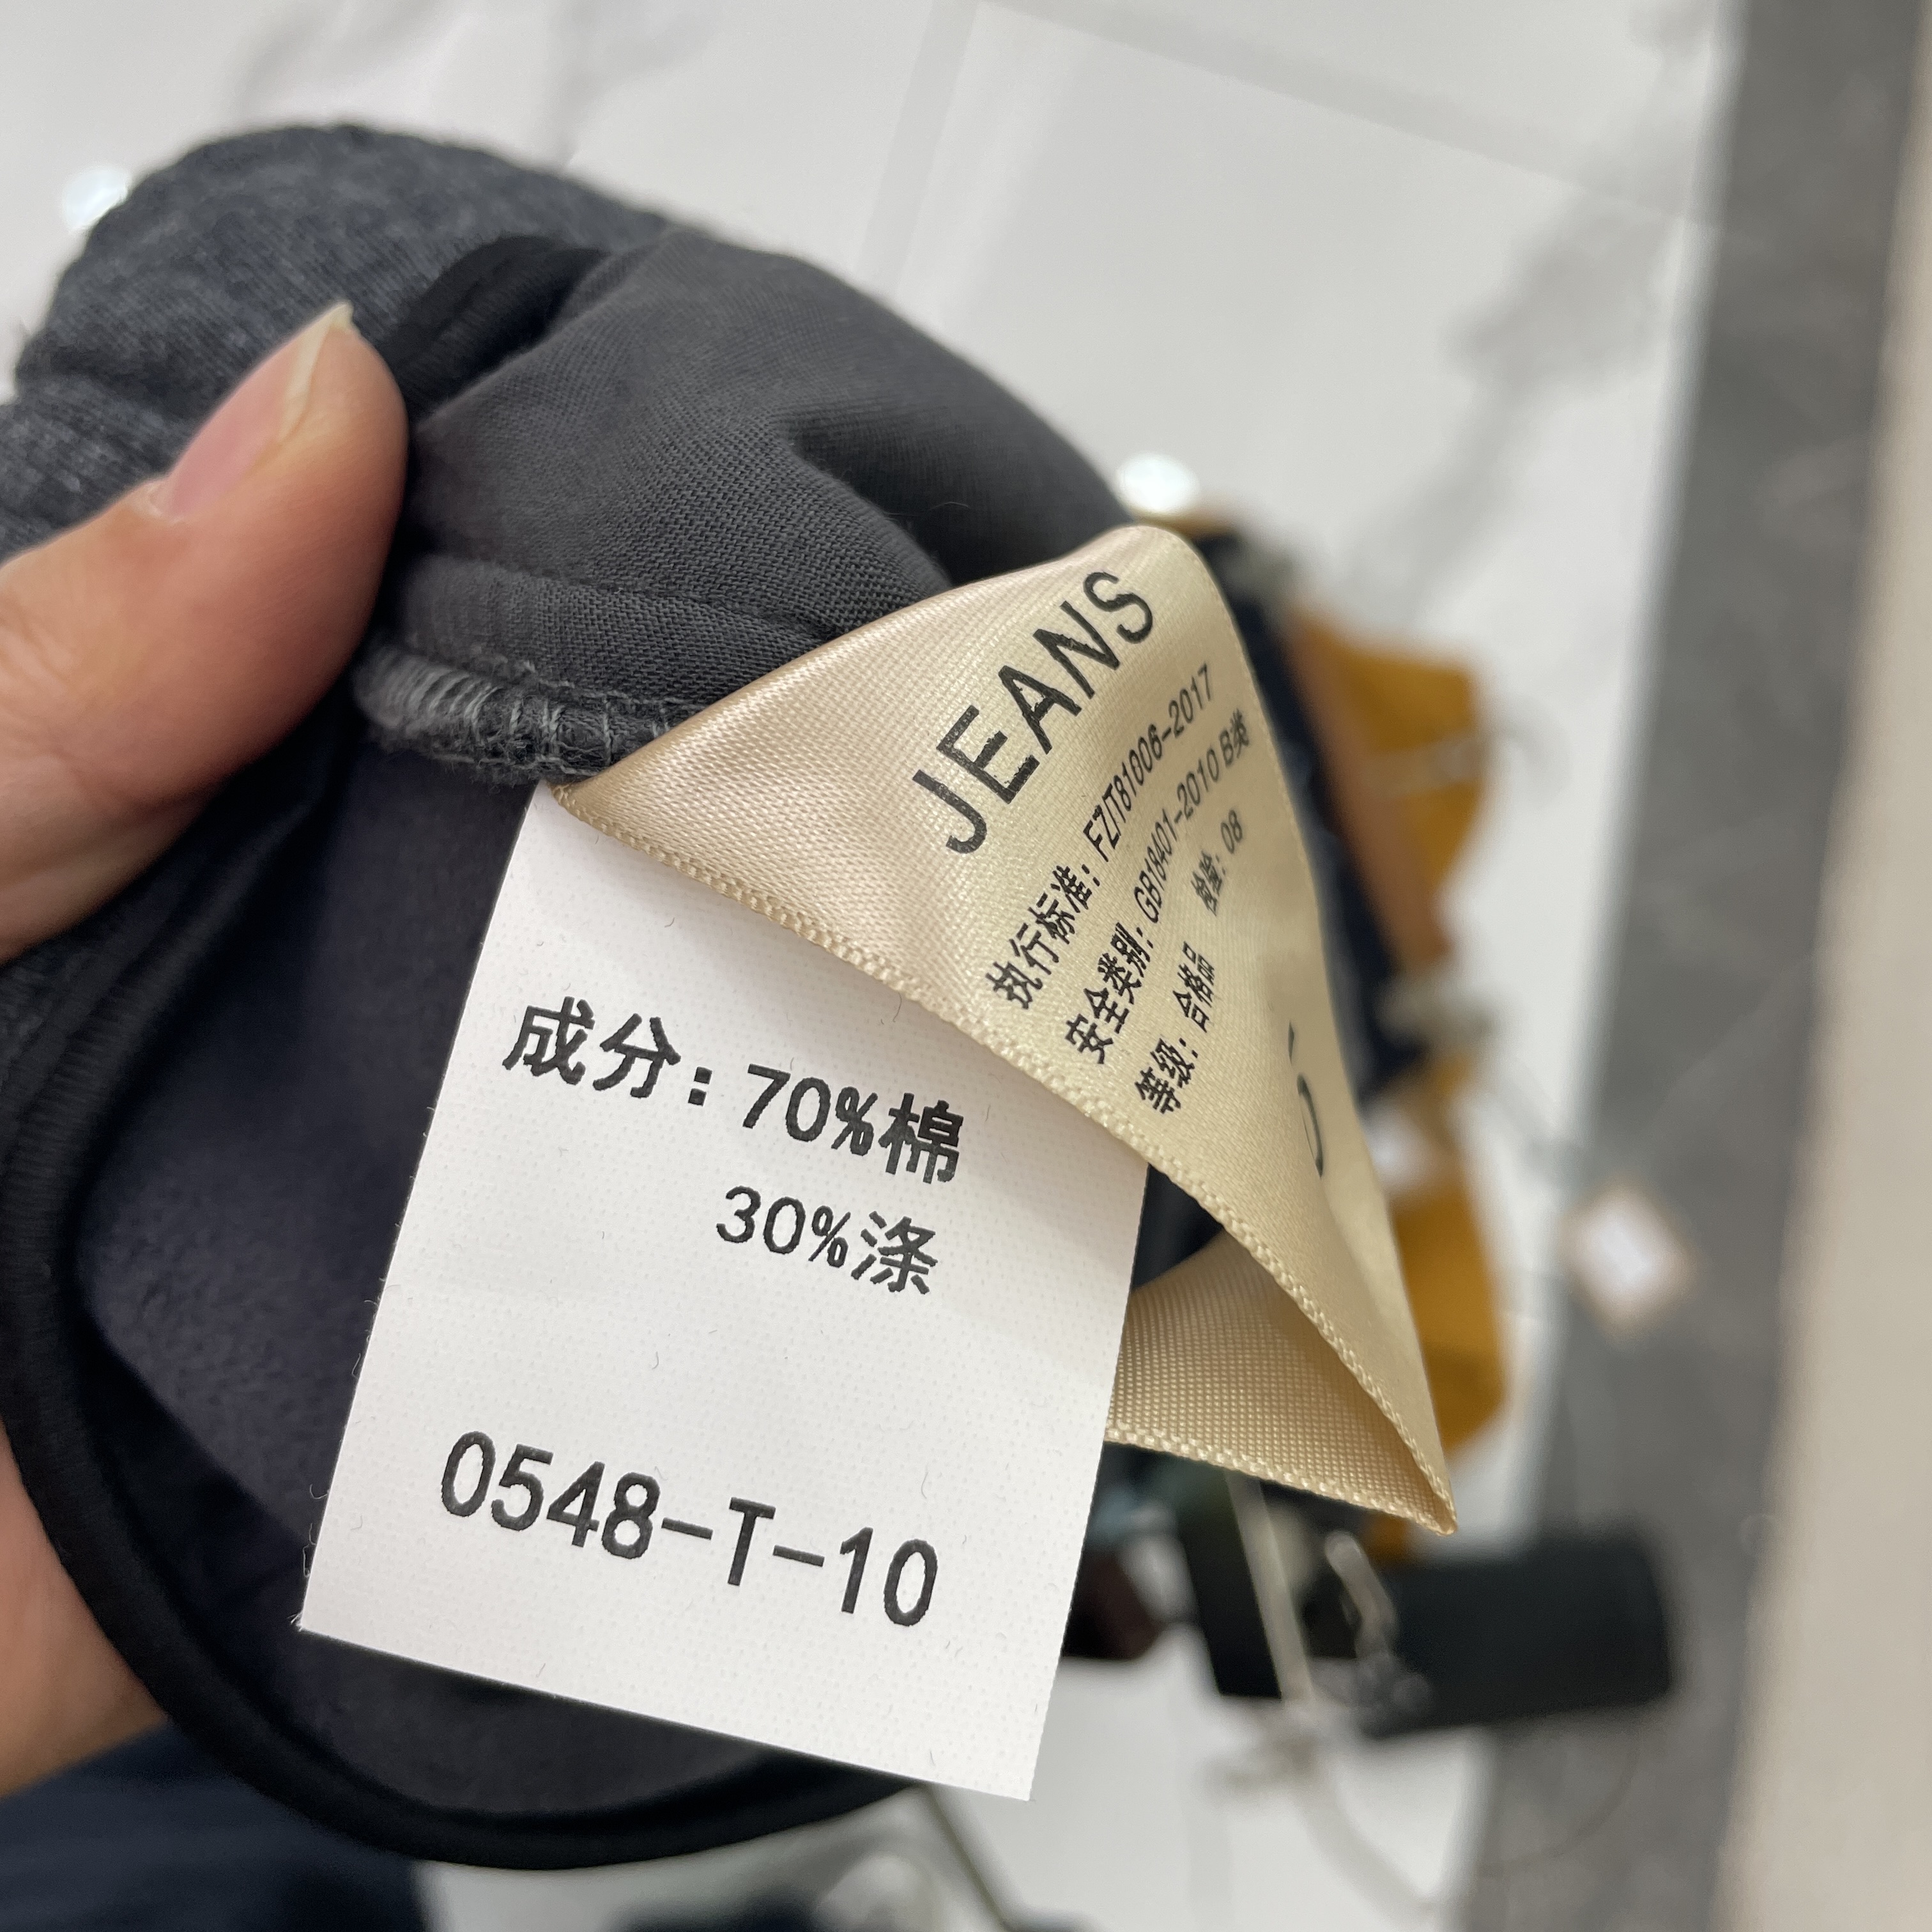 JEANS
执行标准: FZ/T81006-2017
安全类别: GB18401-2010 B类
等级: 合格品 检验: 08
成分: 70%棉
30%涤
0548-T-10